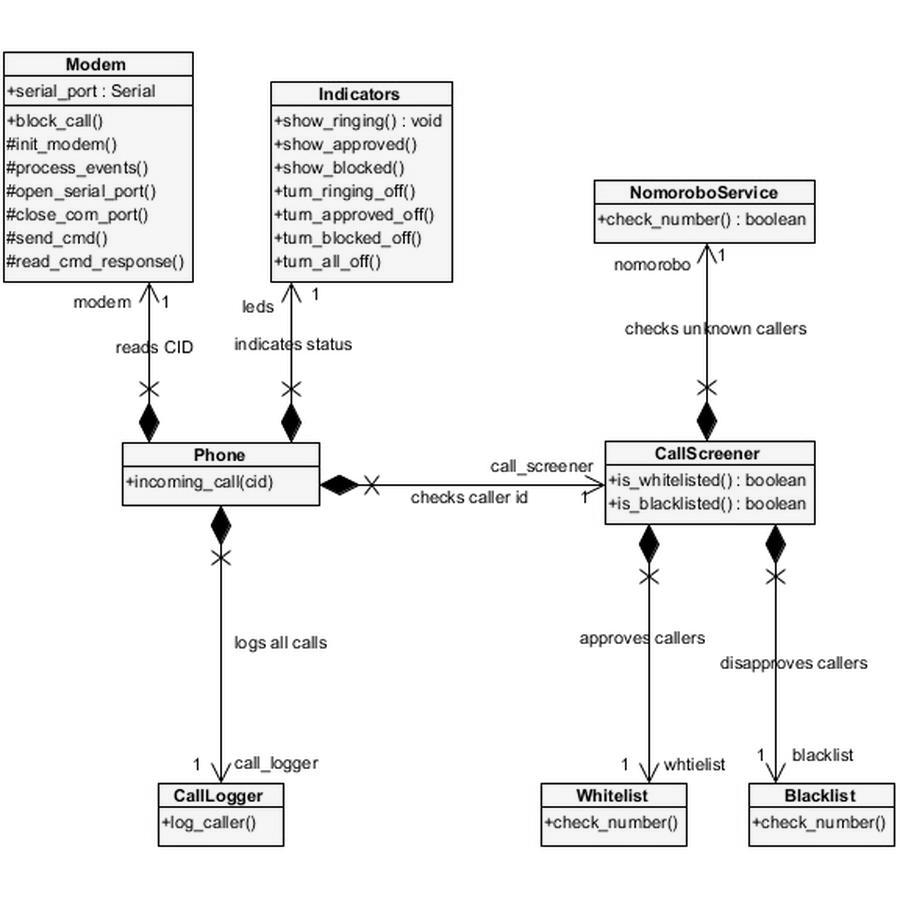 Modem
+serial_port : Serial
+block_call()
#init_modem()
#process_events()
#open_serial_port()
#close_com_port()
#send_cmd()
#read_cmd_response()
Indicators
+show_ringing() : void
+show_approved()
+show_blocked()
+turn_ringing_off()
+turn_approved_off()
+turn_blocked_off()
+turn_all_off()
NomoroboService
+check_number() : boolean
modem 1
reads CID
leds 1
indicates status
nomorobo 1
checks unknown callers
Phone
+incoming_call(cid)
call_screener
checks caller id 1
CallScreener
+is_whitelisted() : boolean
+is_blacklisted() : boolean
logs all calls
approves callers
disapproves callers
1 call_logger
1 whtielist
1 blacklist
CallLogger
+log_caller()
Whitelist
+check_number()
Blacklist
+check_number()